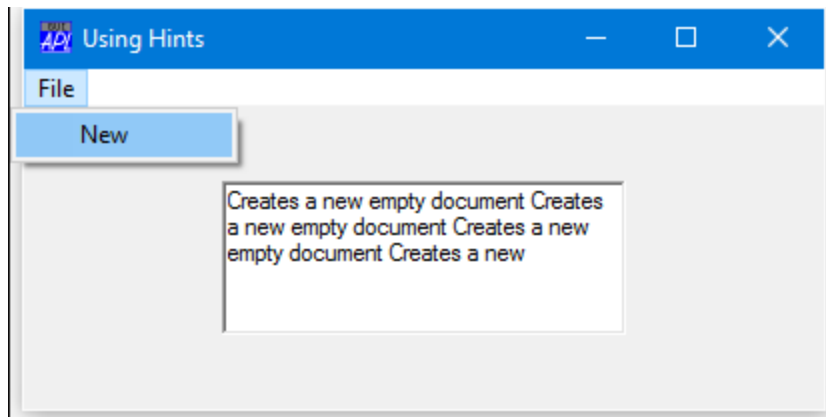 GUI
API
Using Hints
File
New
Creates a new empty document Creates
a new empty document Creates a new
empty document Creates a new